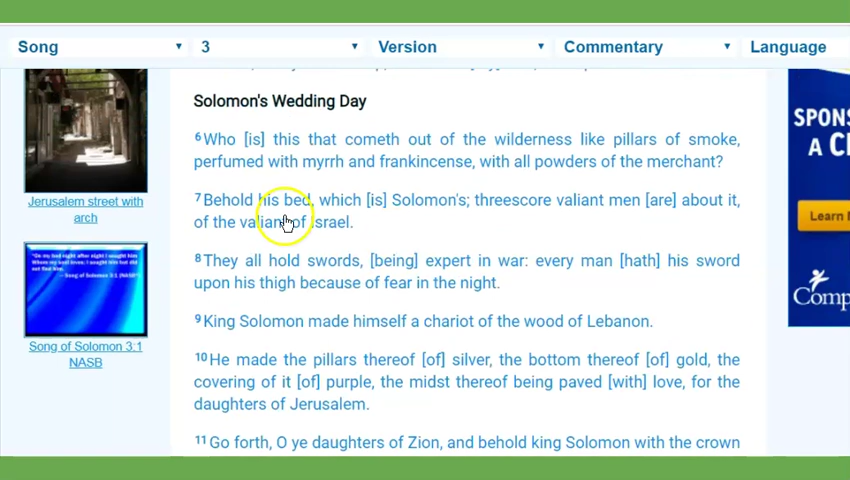 Song
3
Version
Commentary
Language
Solomon's Wedding Day
6Who [is] this that cometh out of the wilderness like pillars of smoke,
perfumed with myrrh and frankincense, with all powders of the merchant?
7Behold his bed, which [is] Solomon's; threescore valiant men [are] about it,
of the valiant of Israel.
8They all hold swords, [being] expert in war: every man [hath] his sword
upon his thigh because of fear in the night.
9King Solomon made himself a chariot of the wood of Lebanon.
10He made the pillars thereof [of] silver, the bottom thereof [of] gold, the
covering of it [of] purple, the midst thereof being paved [with] love, for the
daughters of Jerusalem.
11Go forth, O ye daughters of Zion, and behold king Solomon with the crown
Jerusalem street with
arch
Song of Solomon 3:1
NASB
SPONS
A C
Learn
Comp